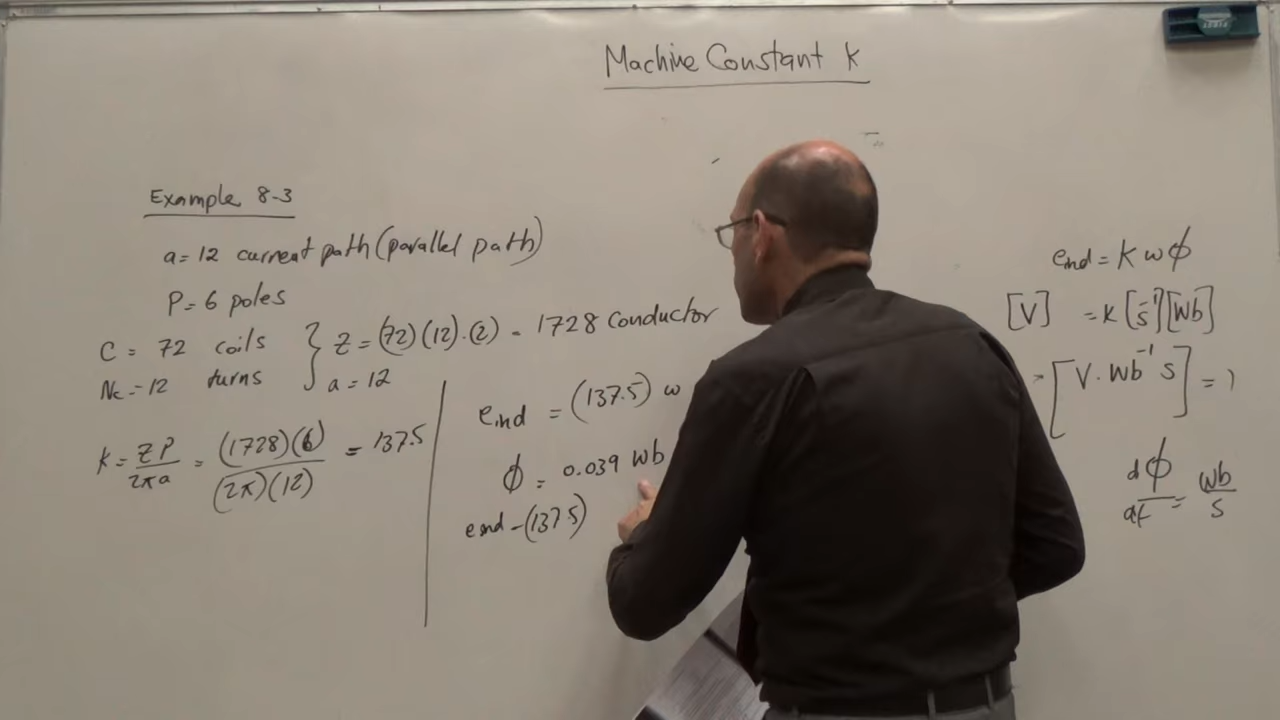 Machine Constant k
Example 8-3
a = 12 current path (parallel path)
P = 6 poles
C = 72 coils
Nc = 12 turns
Z = (72)(12).(2) = 1728 conductor
a = 12
K = ZP/2πa = (1728)(6)/(2π)(12) = 137.5
eind = (137.5) ω
ϕ = 0.039 wb
eind = (137.5)
eind = K ω ϕ
[V] = K [s⁻¹][Wb]
[V. Wb⁻¹ s] =
dϕ/dt = wb/s